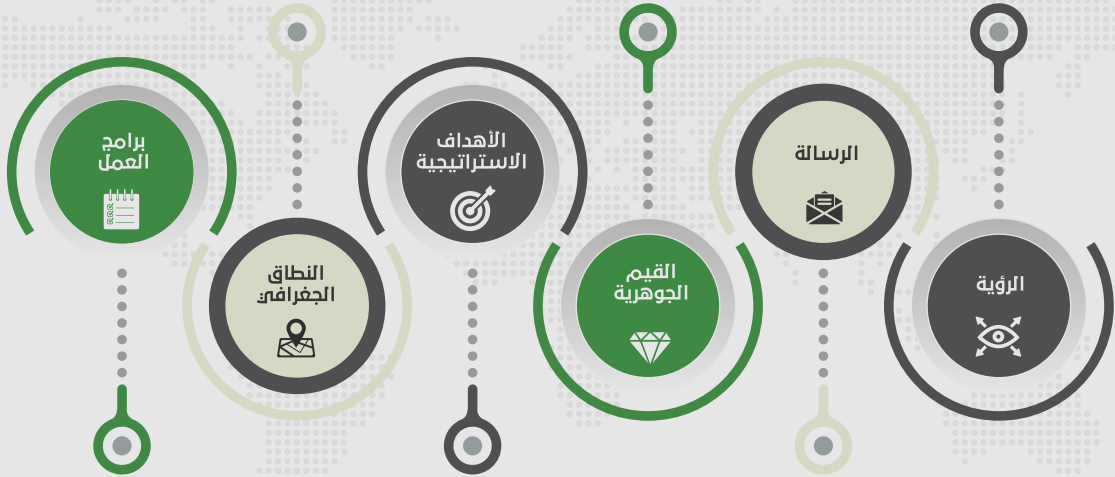 الرؤية
الرسالة
القيم
الجوهرية
الأهداف
الاستراتيجية
النطاق
الجغرافي
برامج
العمل